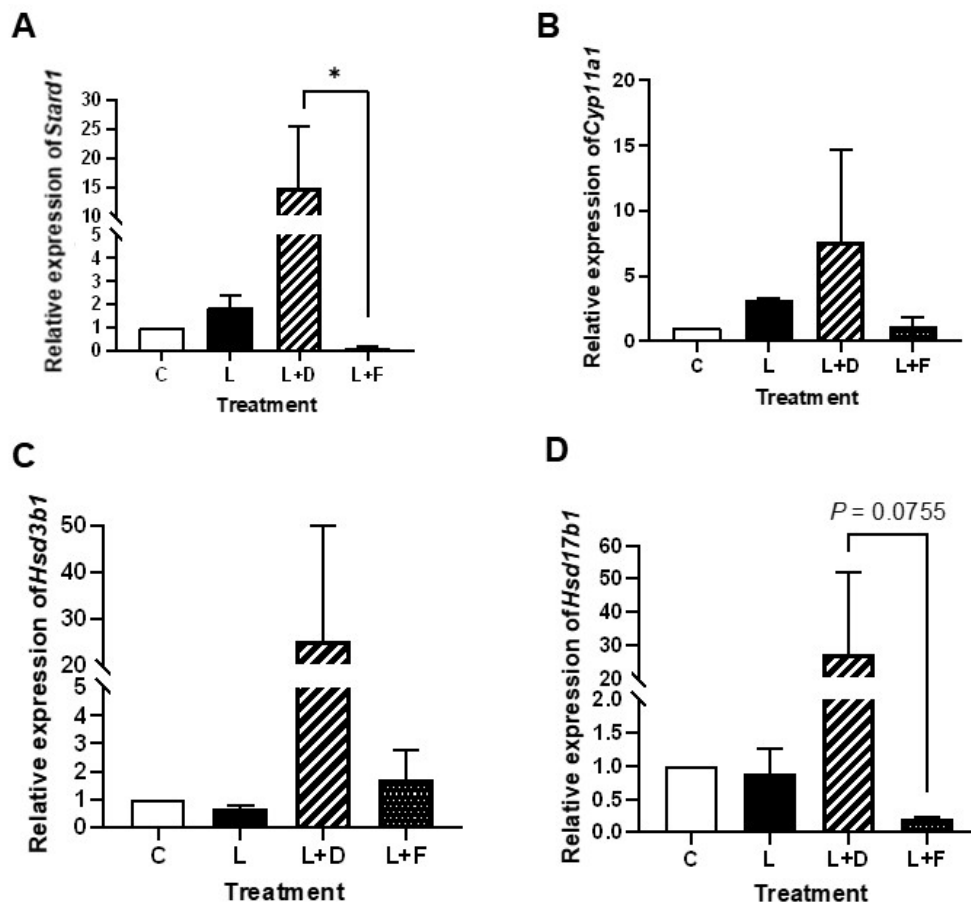 A
Relative expression of Stard1
30
25
20
15
10
5
4
3
2
1
0
*
C L L+D L+F
Treatment
B
Relative expression of Cyp11a1
20
15
10
5
0
C L L+D L+F
Treatment
C
Relative expression of Hsd3b1
50
40
30
20
5
4
3
2
1
0
C L L+D L+F
Treatment
D
Relative expression of Hsd17b1
P = 0.0755
60
50
40
30
20
2.0
1.5
1.0
0.5
0.0
C L L+D L+F
Treatment